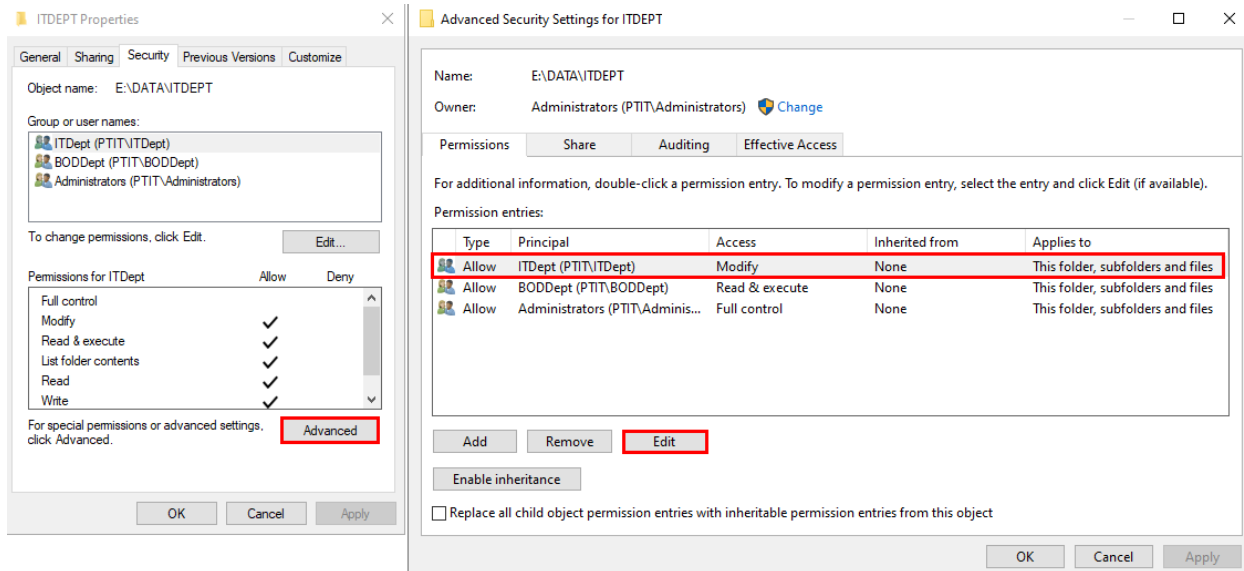 ITDEPT Properties
General Sharing Security Previous Versions Customize
Object name: E:\DATA\ITDEPT
Group or user names:
ITDept (PTIT\ITDept)
BODDept (PTIT\BODDept)
Administrators (PTIT\Administrators)
To change permissions, click Edit.
Edit...
Permissions for ITDept Allow Deny
Full control
Modify
Read & execute
List folder contents
Read
Write
For special permissions or advanced settings,
click Advanced.
Advanced
OK Cancel Apply
Advanced Security Settings for ITDEPT
Name: E:\DATA\ITDEPT
Owner: Administrators (PTIT\Administrators) Change
Permissions Share Auditing Effective Access
For additional information, double-click a permission entry. To modify a permission entry, select the entry and click Edit (if available).
Permission entries:
Type Principal Access Inherited from Applies to
Allow ITDept (PTIT\ITDept) Modify None This folder, subfolders and files
Allow BODDept (PTIT\BODDept) Read & execute None This folder, subfolders and files
Allow Administrators (PTIT\Adminis... Full control None This folder, subfolders and files
Add Remove Edit
Enable inheritance
Replace all child object permission entries with inheritable permission entries from this object
OK Cancel Apply